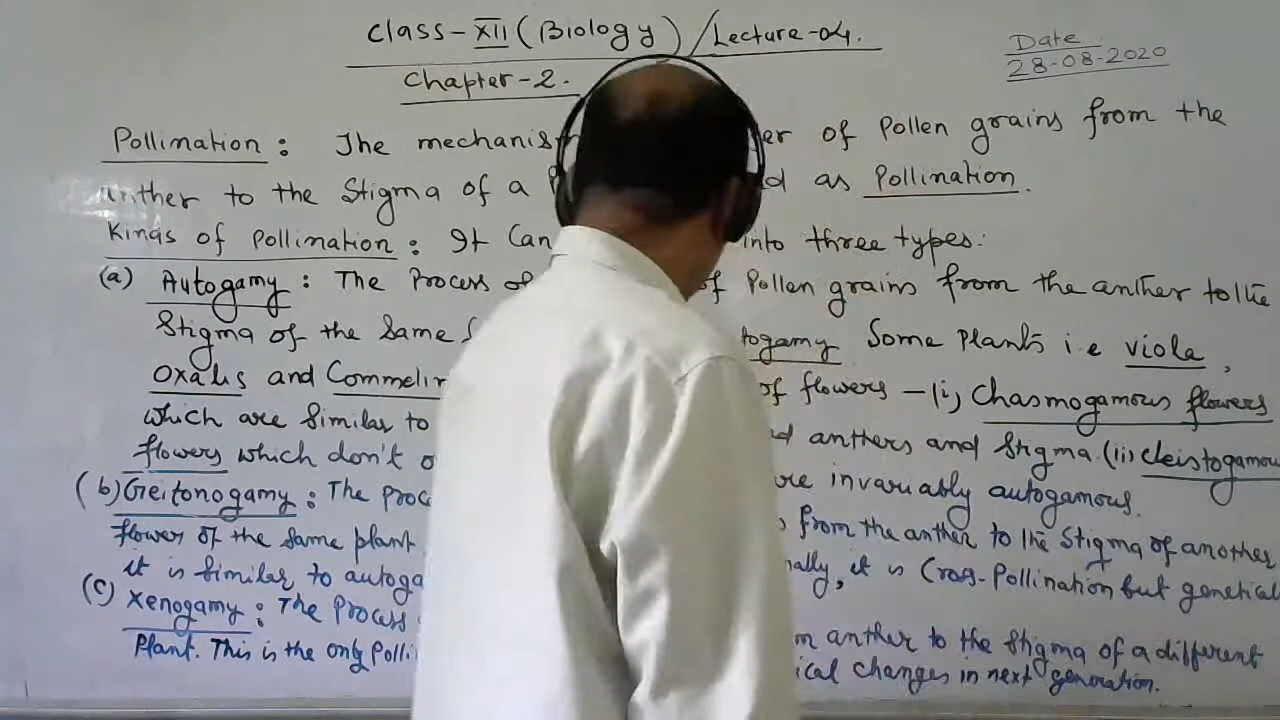 Class-XII (Biology) / Lecture-04.
Date
28-08-2020
Chapter-2.
Pollination : The mechanis er of Pollen grains from the
anther to the Stigma of a d as Pollination.
Kings of Pollination : It Can into three types:
(a) Autogamy : The Process of of Pollen grains from the anther to the
Stigma of the Same togamy Some Plants i.e viola,
Oxalis and Commelin of flowers - (i) Chasmogamous flowers
which are Similar to d anthers and Stigma. (ii) Cleistogamous
flowers which don't o re invariably autogamous.
(b) Geitonogamy : The proc from the anther to the Stigma of another
flower of the Same plant nally, it is Cross-Pollination but genetical
it is Similar to autoga
(C) Xenogamy : The Process m anther to the Stigma of a different
Plant. This is the only Polli ical changes in next generation.